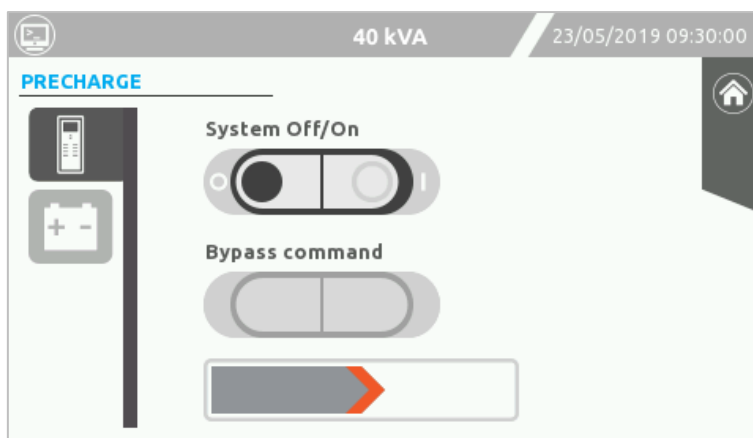 40 kVA
23/05/2019 09:30:00
PRECHARGE
System Off/On
O I
Bypass command